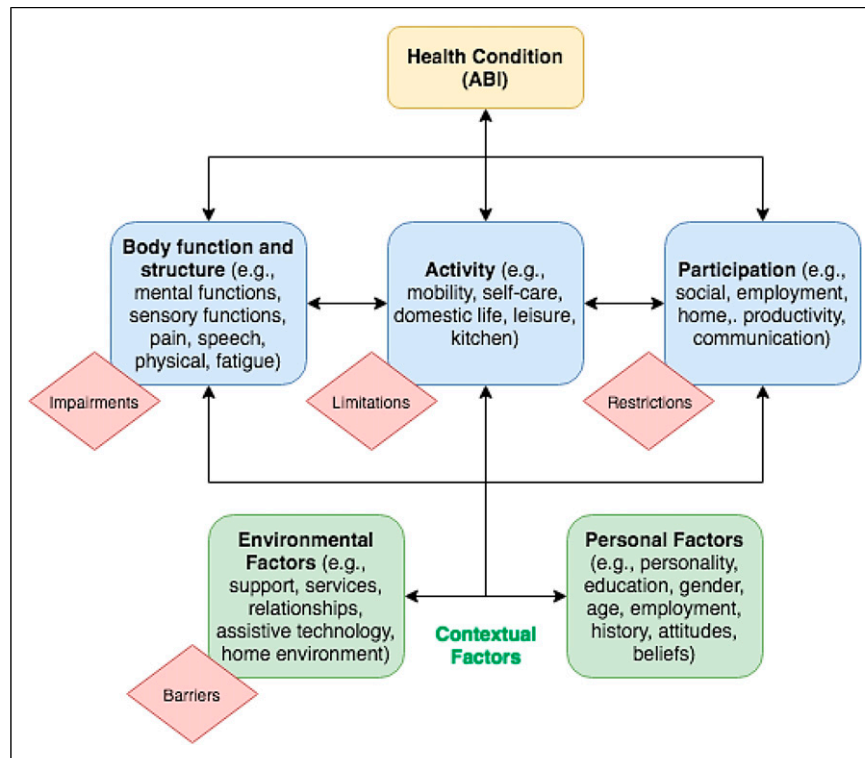 Health Condition
(ABI)
Body function and
structure (e.g.,
mental functions,
sensory functions,
pain, speech,
physical, fatigue)
Impairments
Activity (e.g.,
mobility, self-care,
domestic life, leisure,
kitchen)
Limitations
Participation (e.g.,
social, employment,
home,. productivity,
communication)
Restrictions
Environmental
Factors (e.g.,
support, services,
relationships,
assistive technology,
home environment)
Barriers
Contextual
Factors
Personal Factors
(e.g., personality,
education, gender,
age, employment,
history, attitudes,
beliefs)